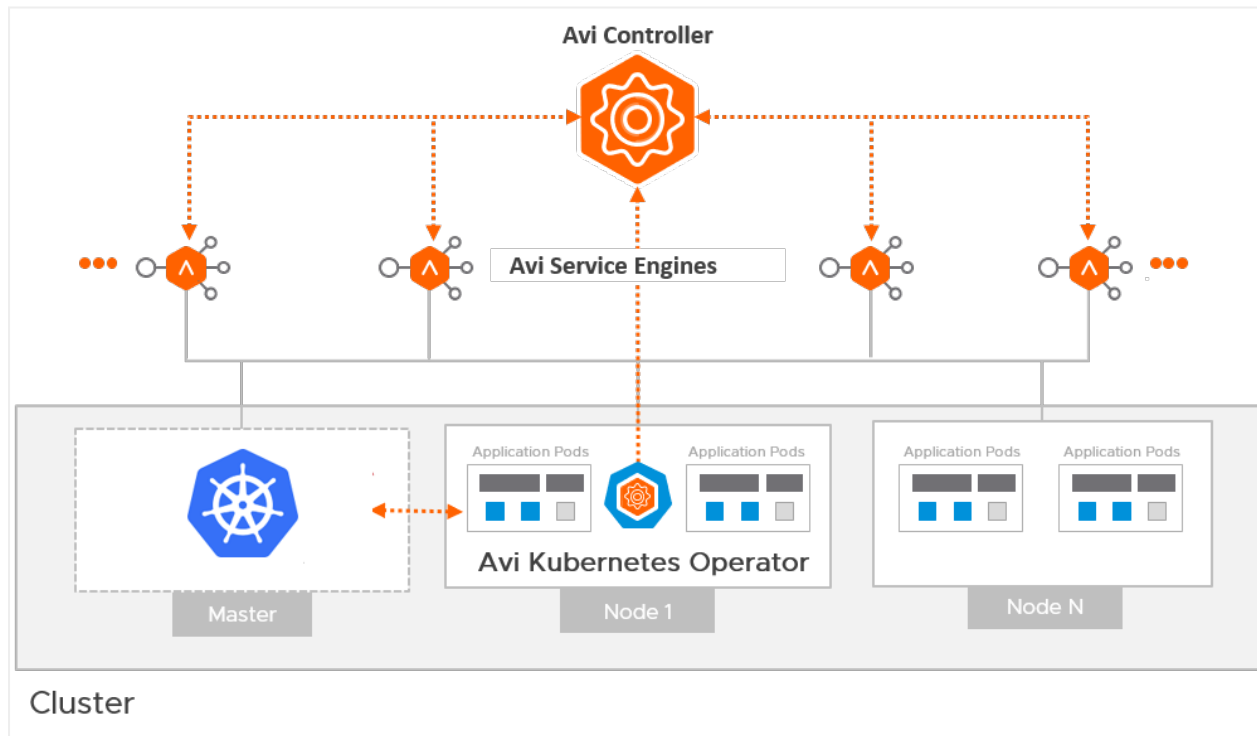 Avi Controller
Avi Service Engines
Application Pods
Application Pods
Application Pods
Application Pods
Avi Kubernetes Operator
Master
Node 1
Node N
Cluster